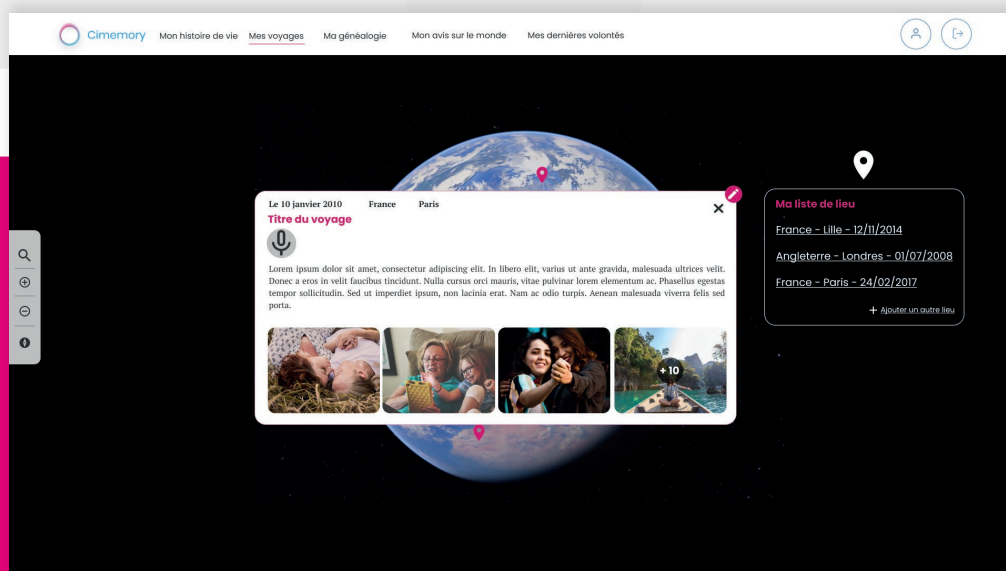 Cimemory
Mon histoire de vie
Mes voyages
Ma généalogie
Mon avis sur le monde
Mes dernières volontés
Le 10 janvier 2010 France Paris
Titre du voyage
Lorem ipsum dolor sit amet, consectetur adipiscing elit. In libero elit, varius ut ante gravida, malesuada ultrices velit.
Donec a eros in velit faucibus tincidunt. Nulla cursus orci mauris, vitae pulvinar lorem elementum ac. Phasellus egestas
tempor sollicitudin. Sed ut imperdiet ipsum, non lacinia erat. Nam ac odio turpis. Aenean malesuada viverra felis sed
porta.
+ 10
Ma liste de lieu
France - Lille - 12/11/2014
Angleterre - Londres - 01/07/2008
France - Paris - 24/02/2017
+ Ajouter un autre lieu